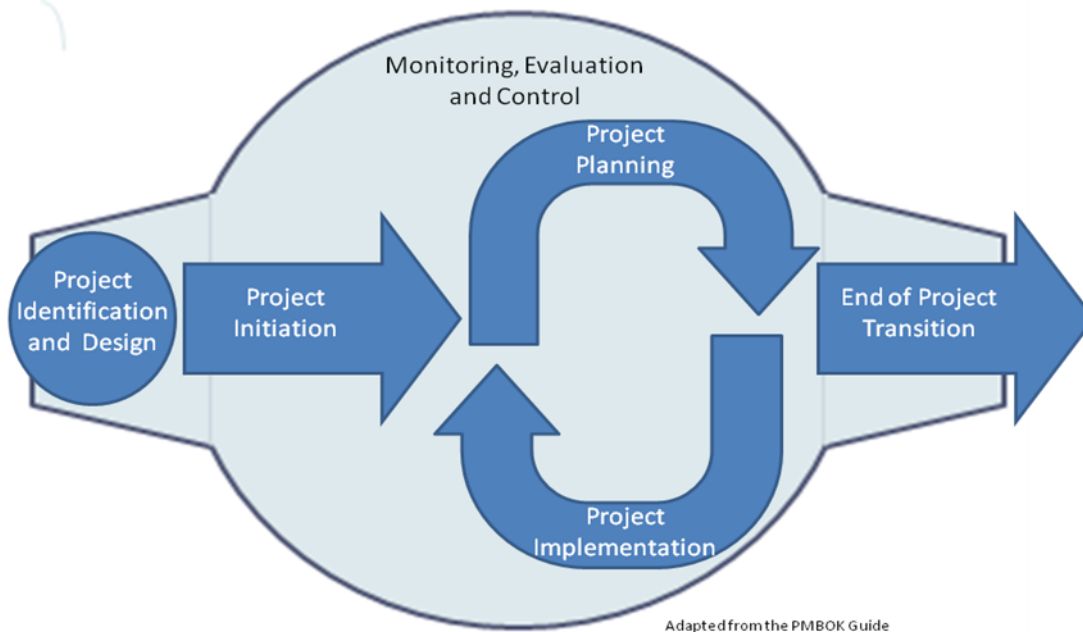 Monitoring, Evaluation
and Control
Project
Planning
Project
Identification
and Design
Project
Initiation
End of Project
Transition
Project
Implementation
Adapted from the PMBOK Guide